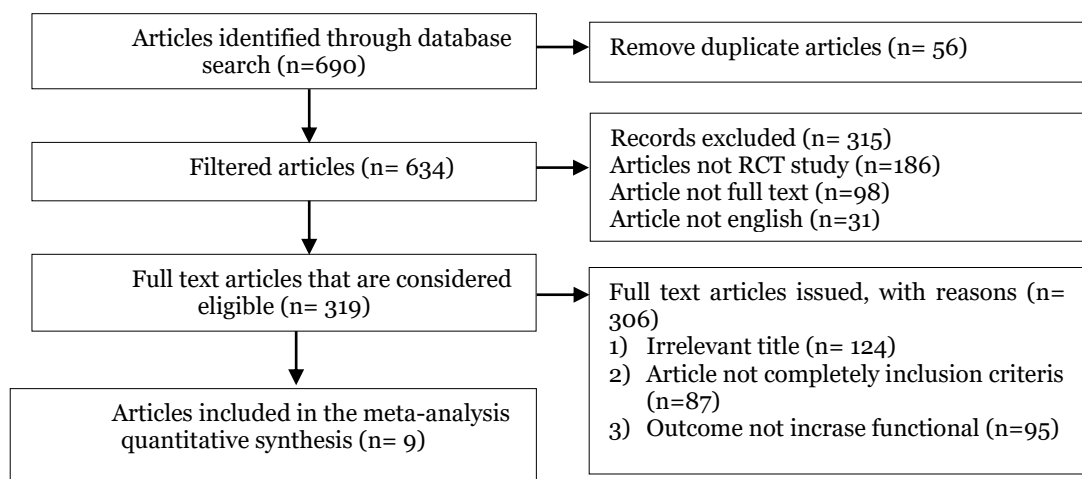 Articles identified through database
search (n=690)
Remove duplicate articles (n= 56)
Filtered articles (n= 634)
Records excluded (n= 315)
Articles not RCT study (n=186)
Article not full text (n=98)
Article not english (n=31)
Full text articles that are considered
eligible (n= 319)
Full text articles issued, with reasons (n=
306)
1) Irrelevant title (n= 124)
2) Article not completely inclusion criteris
(n=87)
3) Outcome not incrase functional (n=95)
Articles included in the meta-analysis
quantitative synthesis (n= 9)